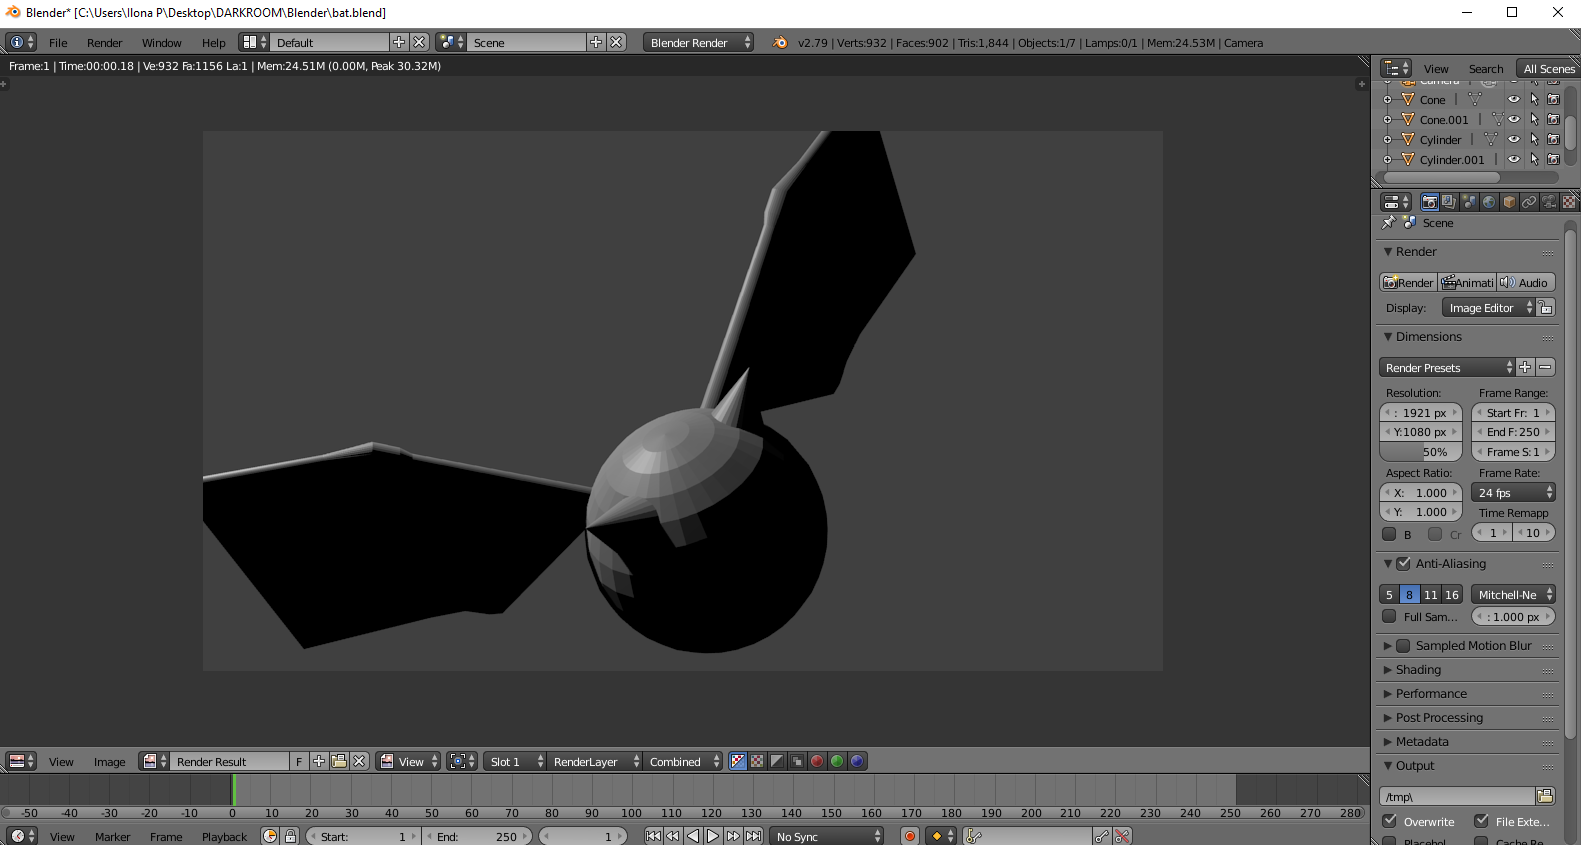 Blender* [C:\Users\Ilona P\Desktop\DARKROOM\Blender\bat.blend]
File Render Window Help Default Scene Blender Render v2.79 | Verts:932 | Faces:902 | Tris:1,844 | Objects:1/7 | Lamps:0/1 | Mem:24.53M | Camera
Frame:1 | Time:00:00.18 | Ve:932 Fa:1156 La:1 | Mem:24.51M (0.00M, Peak 30.32M)
View Search All Scenes
Camera
Cone
Cone.001
Cylinder
Cylinder.001
Scene
Render
Render Animati Audio
Display: Image Editor
Dimensions
Render Presets
Resolution: Frame Range:
: 1921 px Start Fr: 1
Y:1080 px End F:250
50% Frame S:1
Aspect Ratio: Frame Rate:
X: 1.000 24 fps
Y: 1.000 Time Remapp
B Cr 1 10
Anti-Aliasing
5 8 11 16 Mitchell-Ne
Full Sam... : 1.000 px
Sampled Motion Blur
Shading
Performance
Post Processing
Metadata
Output
/tmp\
Overwrite File Exte...
Placehol Cache Re
View Image Render Result F View Slot 1 RenderLayer Combined
-50 -40 -30 -20 -10 0 10 20 30 40 50 60 70 80 90 100 110 120 130 140 150 160 170 180 190 200 210 220 230 240 250 260 270 280
View Marker Frame Playback Start: 1 End: 250 1 No Sync